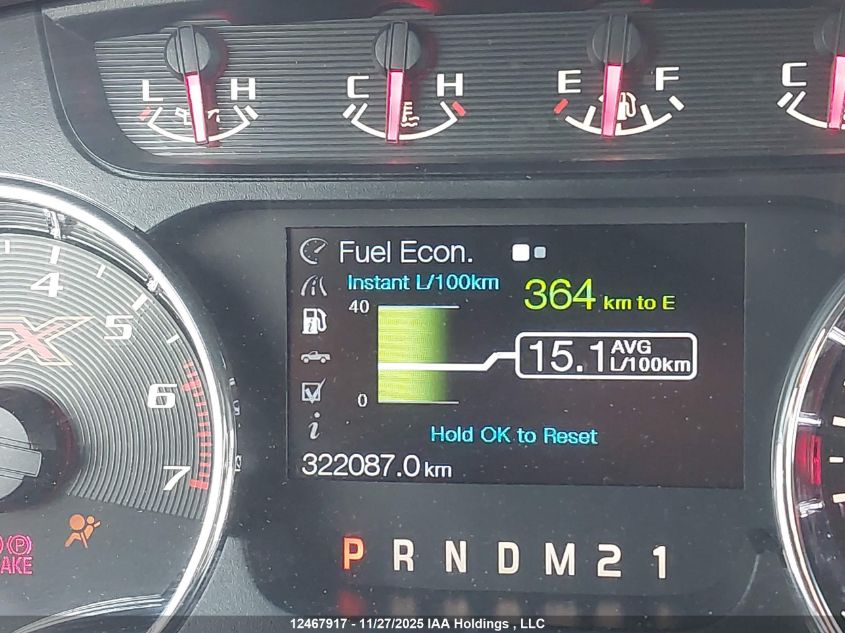 L H C H E F C
Fuel Econ.
Instant L/100km
364 km to E
40
15.1 AVG L/100km
0
Hold OK to Reset
322087.0 km
4
5
6
7
(P)
AKE
P R N D M 2 1
12467917 - 11/27/2025 IAA Holdings , LLC